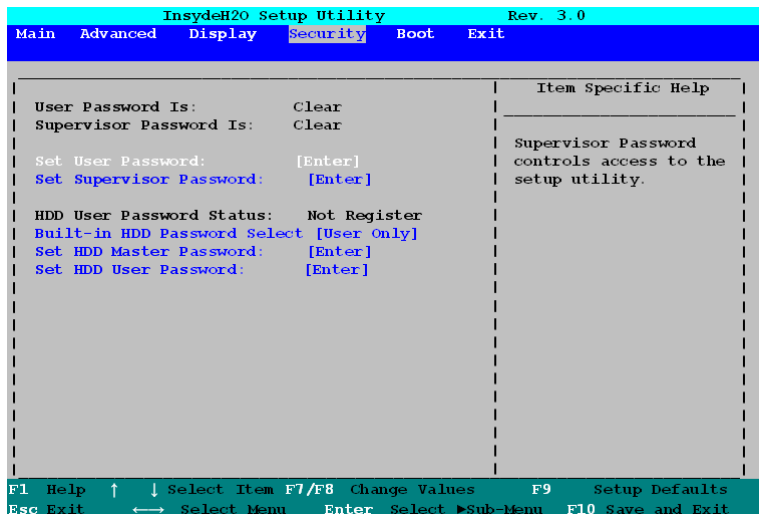 InsydeH2O Setup Utility Rev. 3.0
Main Advanced Display Security Boot Exit
Item Specific Help
User Password Is: Clear
Supervisor Password Is: Clear
Supervisor Password
Set User Password: [Enter] controls access to the
Set Supervisor Password: [Enter] setup utility.
HDD User Password Status: Not Register
Built-in HDD Password Select [User Only]
Set HDD Master Password: [Enter]
Set HDD User Password: [Enter]
F1 Help ↑ ↓ Select Item F7/F8 Change Values F9 Setup Defaults
Esc Exit ←→ Select Menu Enter Select ▶Sub-Menu F10 Save and Exit